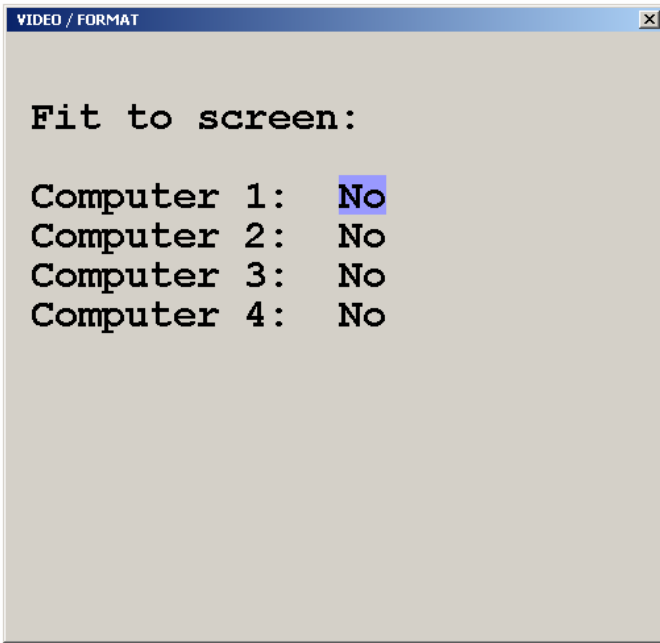 VIDEO / FORMAT
Fit to screen:
Computer 1: No
Computer 2: No
Computer 3: No
Computer 4: No